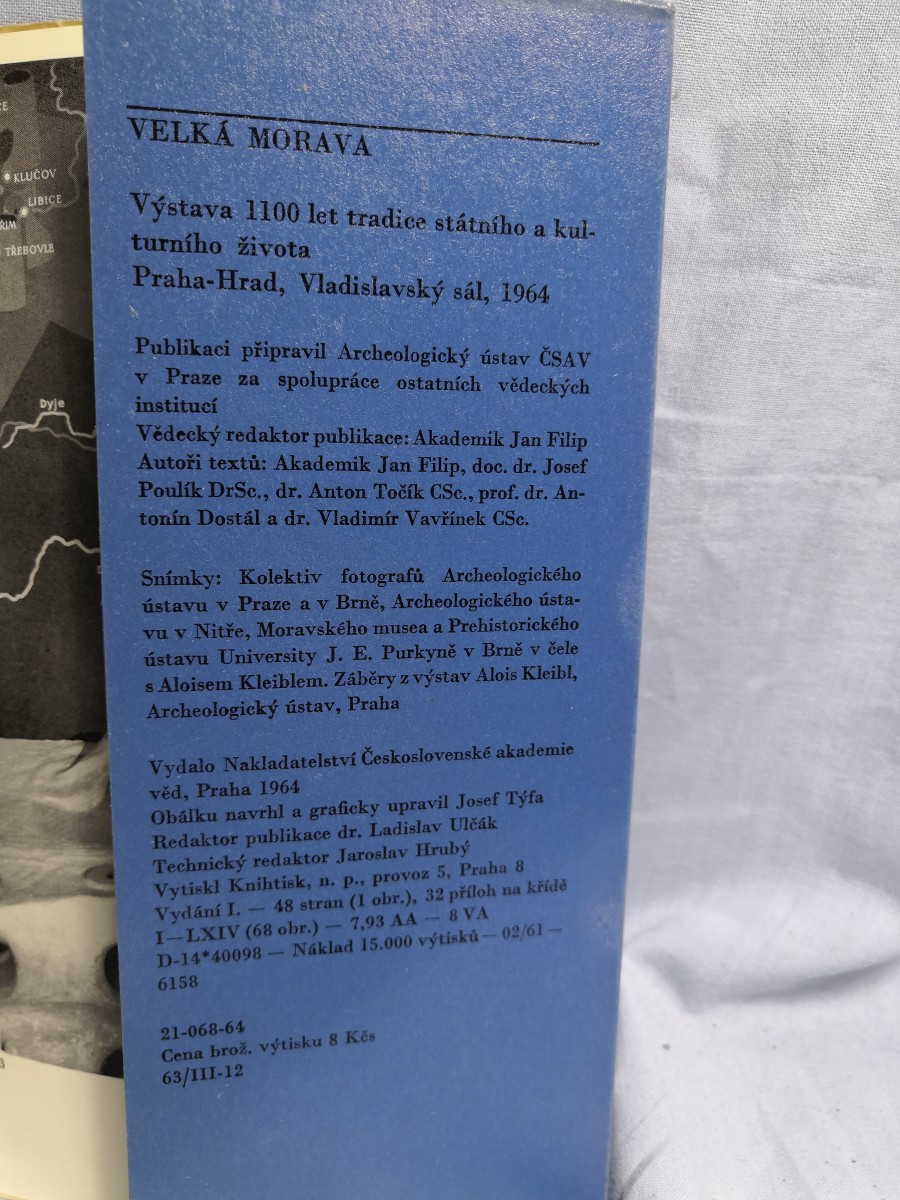 KLUČOV
LIBICE
TŘEBOVLE
Dyje
VELKÁ MORAVA
Výstava 1100 let tradice státního a kul-
turního života
Praha-Hrad, Vladislavský sál, 1964
Publikaci připravil Archeologický ústav ČSAV
v Praze za spolupráce ostatních vědeckých
institucí
Vědecký redaktor publikace: Akademik Jan Filip
Autoři textů: Akademik Jan Filip, doc. dr. Josef
Poulík DrSc., dr. Anton Točík CSc., prof. dr. An-
tonín Dostál a dr. Vladimír Vavřínek CSc.
Snímky: Kolektiv fotografů Archeologického
ústavu v Praze a v Brně, Archeologického ústa-
vu v Nitře, Moravského musea a Prehistorického
ústavu University J. E. Purkyně v Brně v čele
s Aloisem Kleiblem. Záběry z výstav Alois Kleibl,
Archeologický ústav, Praha
Vydalo Nakladatelství Československé akademie
věd, Praha 1964
Obálku navrhl a graficky upravil Josef Týfa
Redaktor publikace dr. Ladislav Ulčák
Technický redaktor Jaroslav Hrubý
Vytiskl Knihtisk, n. p., provoz 5, Praha 8
Vydání I. — 48 stran (1 obr.), 32 příloh na křídě
I—LXIV (68 obr.) — 7,93 AA — 8 VA
D-14*40098 — Náklad 15.000 výtisků — 02/61 —
6158
21-068-64
Cena brož. výtisku 8 Kčs
63/III-12